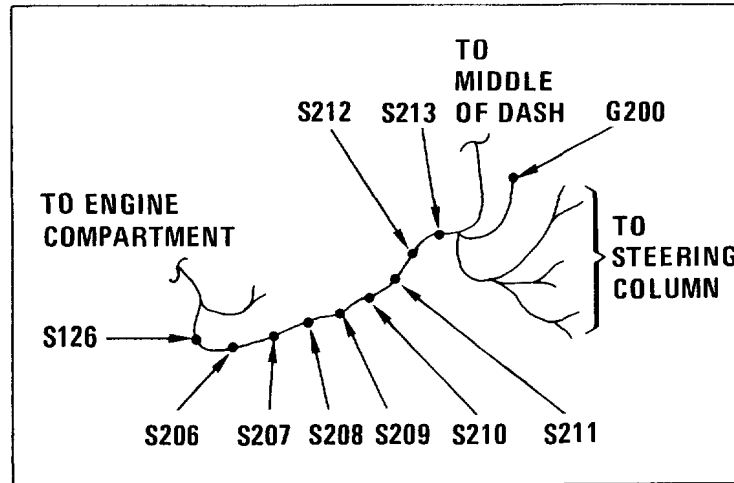 TO
MIDDLE
OF DASH
S212
S213
G200
TO ENGINE
COMPARTMENT
TO
STEERING
COLUMN
S126
S206
S207
S208
S209
S210
S211